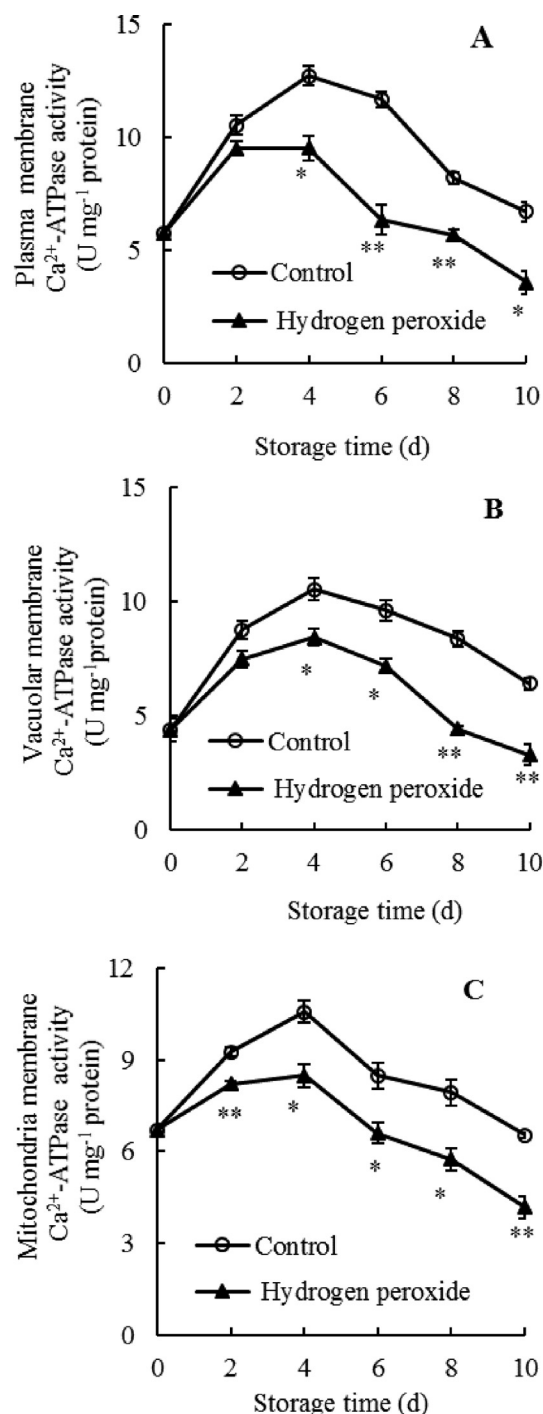 A
Plasma membrane
Ca²⁺-ATPase activity
(U mg⁻¹ protein)
15
10
5
0
*
**
**
*
Control
Hydrogen peroxide
0 2 4 6 8 10
Storage time (d)
B
Vacuolar membrane
Ca²⁺-ATPase activity
(U mg⁻¹protein)
15
10
5
0
*
*
**
**
Control
Hydrogen peroxide
0 2 4 6 8 10
Storage time (d)
C
Mitochondria membrane
Ca²⁺-ATPase activity
(U mg⁻¹ protein)
12
9
6
3
0
**
*
*
*
**
Control
Hydrogen peroxide
0 2 4 6 8 10
Storage time (d)